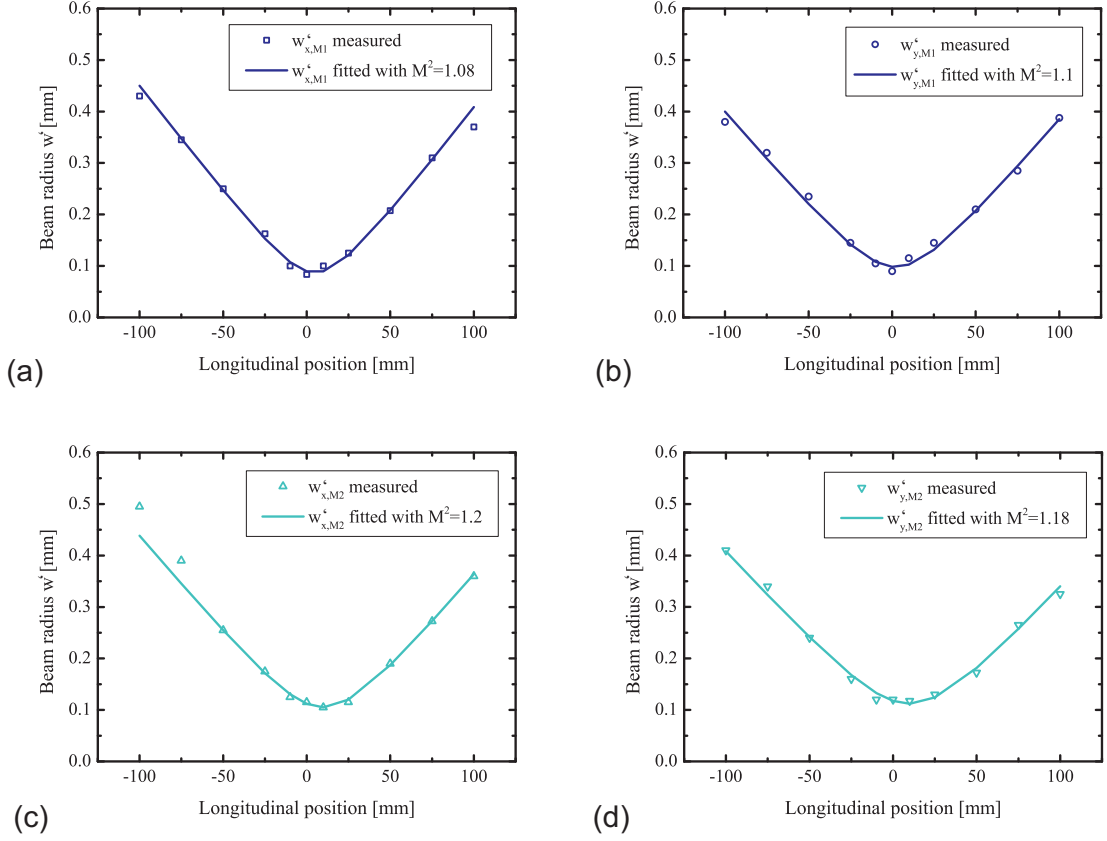 0.6
0.5
0.4
0.3
0.2
0.1
0.0
-100 -50 0 50 100
Beam radius w‘ [mm]
Longitudinal position [mm]
w‘x,M1 measured
w‘x,M1 fitted with M²=1.08
(a)
0.6
0.5
0.4
0.3
0.2
0.1
0.0
-100 -50 0 50 100
Beam radius w‘ [mm]
Longitudinal position [mm]
w‘y,M1 measured
w‘y,M1 fitted with M²=1.1
(b)
0.6
0.5
0.4
0.3
0.2
0.1
0.0
-100 -50 0 50 100
Beam radius w‘ [mm]
Longitudinal position [mm]
w‘x,M2 measured
w‘x,M2 fitted with M²=1.2
(c)
0.6
0.5
0.4
0.3
0.2
0.1
0.0
-100 -50 0 50 100
Beam radius w‘ [mm]
Longitudinal position [mm]
w‘y,M2 measured
w‘y,M2 fitted with M²=1.18
(d)